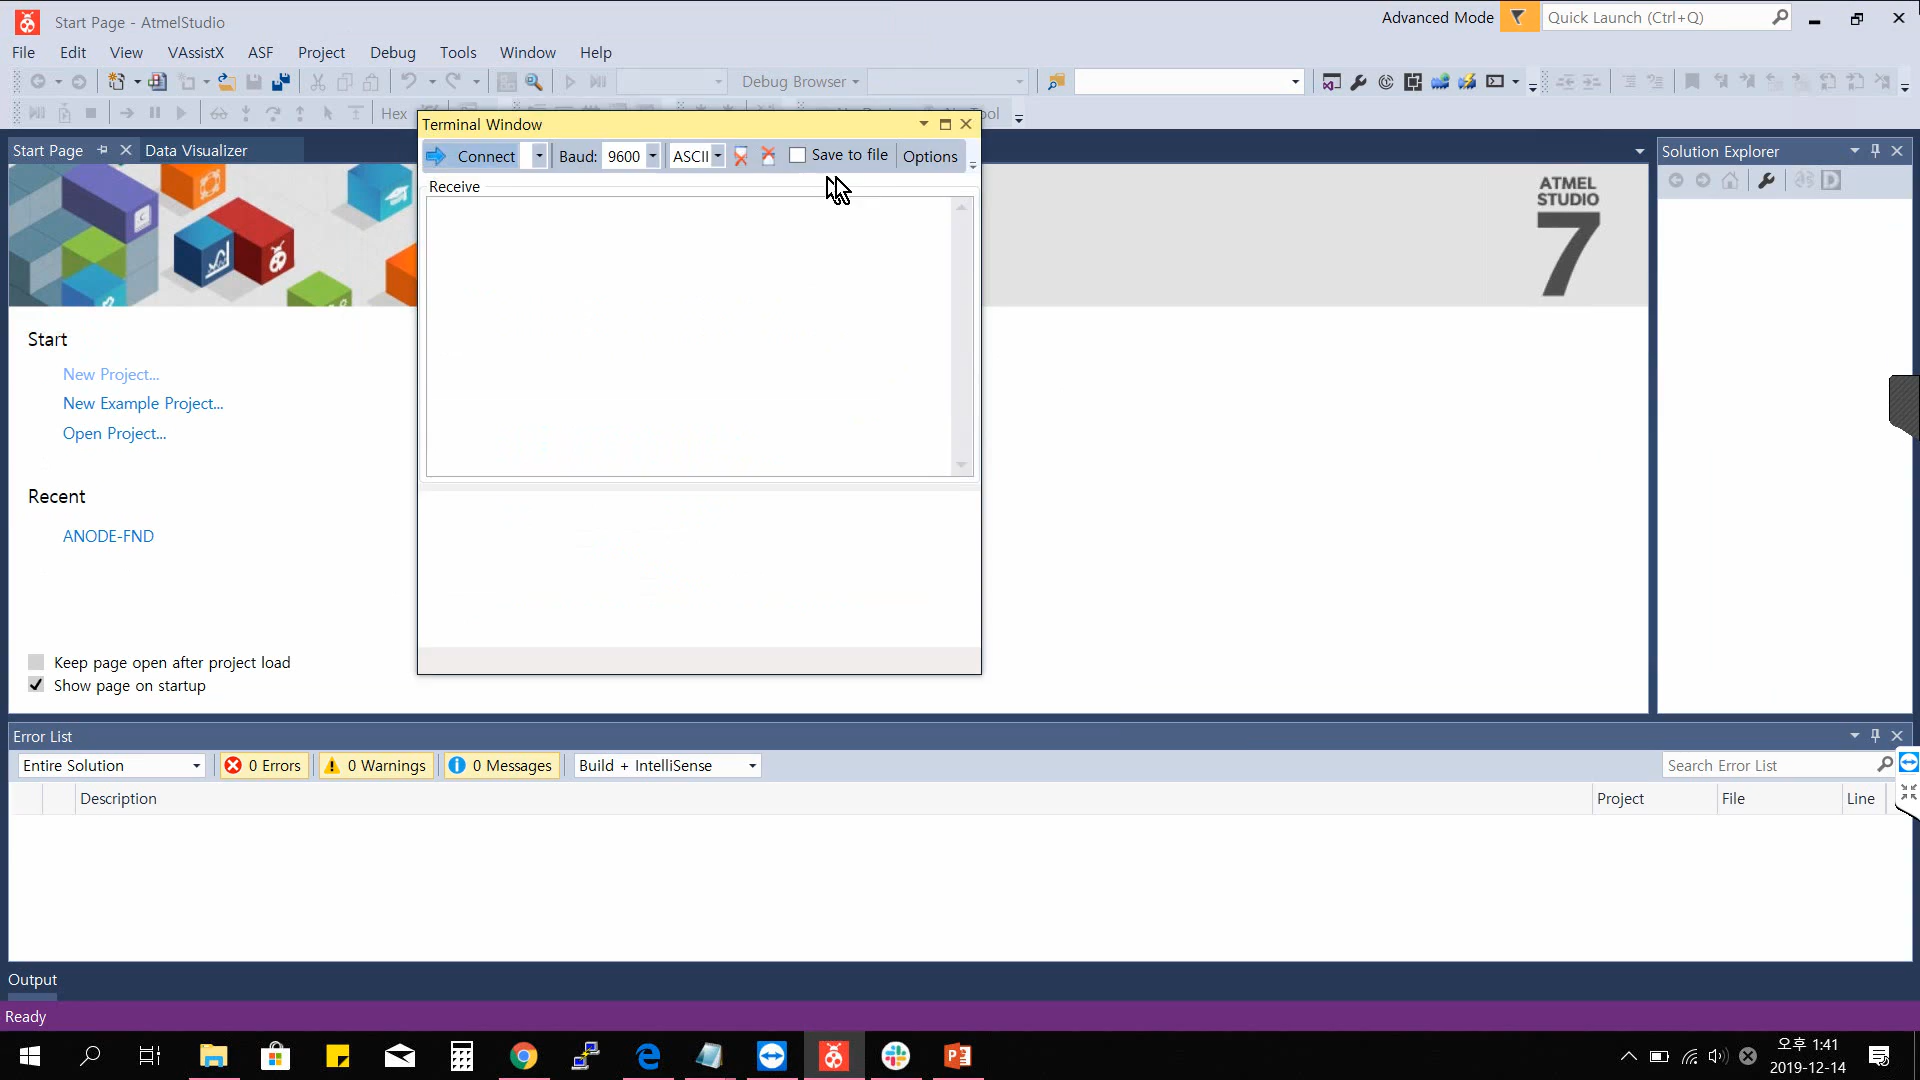 Start Page - AtmelStudio
Advanced Mode
Quick Launch (Ctrl+Q)
File Edit View VAssistX ASF Project Debug Tools Window Help
Debug Browser
Hex
Tool
Terminal Window
Start Page
Data Visualizer
Connect
Baud: 9600
ASCII
Save to file
Options
Receive
Solution Explorer
ATMEL
STUDIO
7
Start
New Project...
New Example Project...
Open Project...
Recent
ANODE-FND
Keep page open after project load
Show page on startup
Error List
Entire Solution
0 Errors
0 Warnings
0 Messages
Build + IntelliSense
Search Error List
Description Project File Line
Output
Ready
오후 1:41
2019-12-14